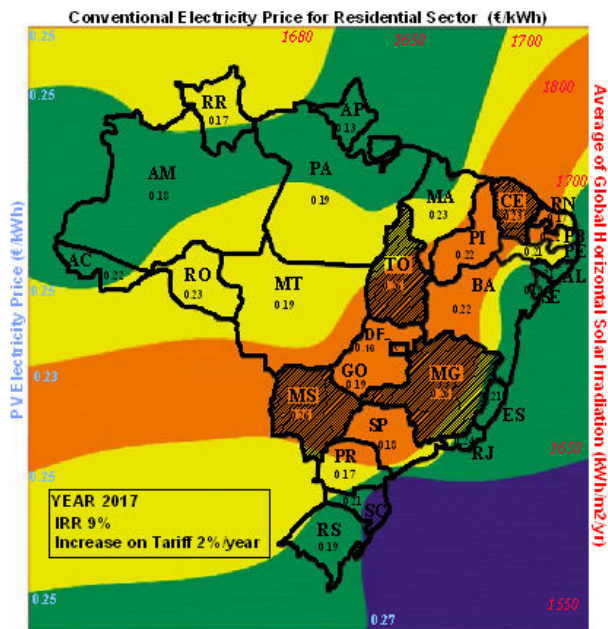 Conventional Electricity Price for Residential Sector (€/kWh)
0.25
1680
1650
1700
0.25
1800
RR
0.17
AP
0.13
AM
0.18
PA
0.19
MA
0.23
CE
0.23
1700
RN
PB
PE
AL
SE
PI
0.22
0.21
AC
0.22
RO
0.23
MT
0.19
TO
BA
0.22
0.25
DF
0.16
GO
0.19
MG
0.23
MS
ES
SP
0.18
RJ
PR
0.17
1650
0.25
0.21
SC
RS
0.19
YEAR 2017
IRR 9%
Increase on Tariff 2%/year
0.25
0.27
1550
PV Electricity Price (€/kWh)
Average of Global Horizontal Solar Irradiation (kWh/m2/yr)